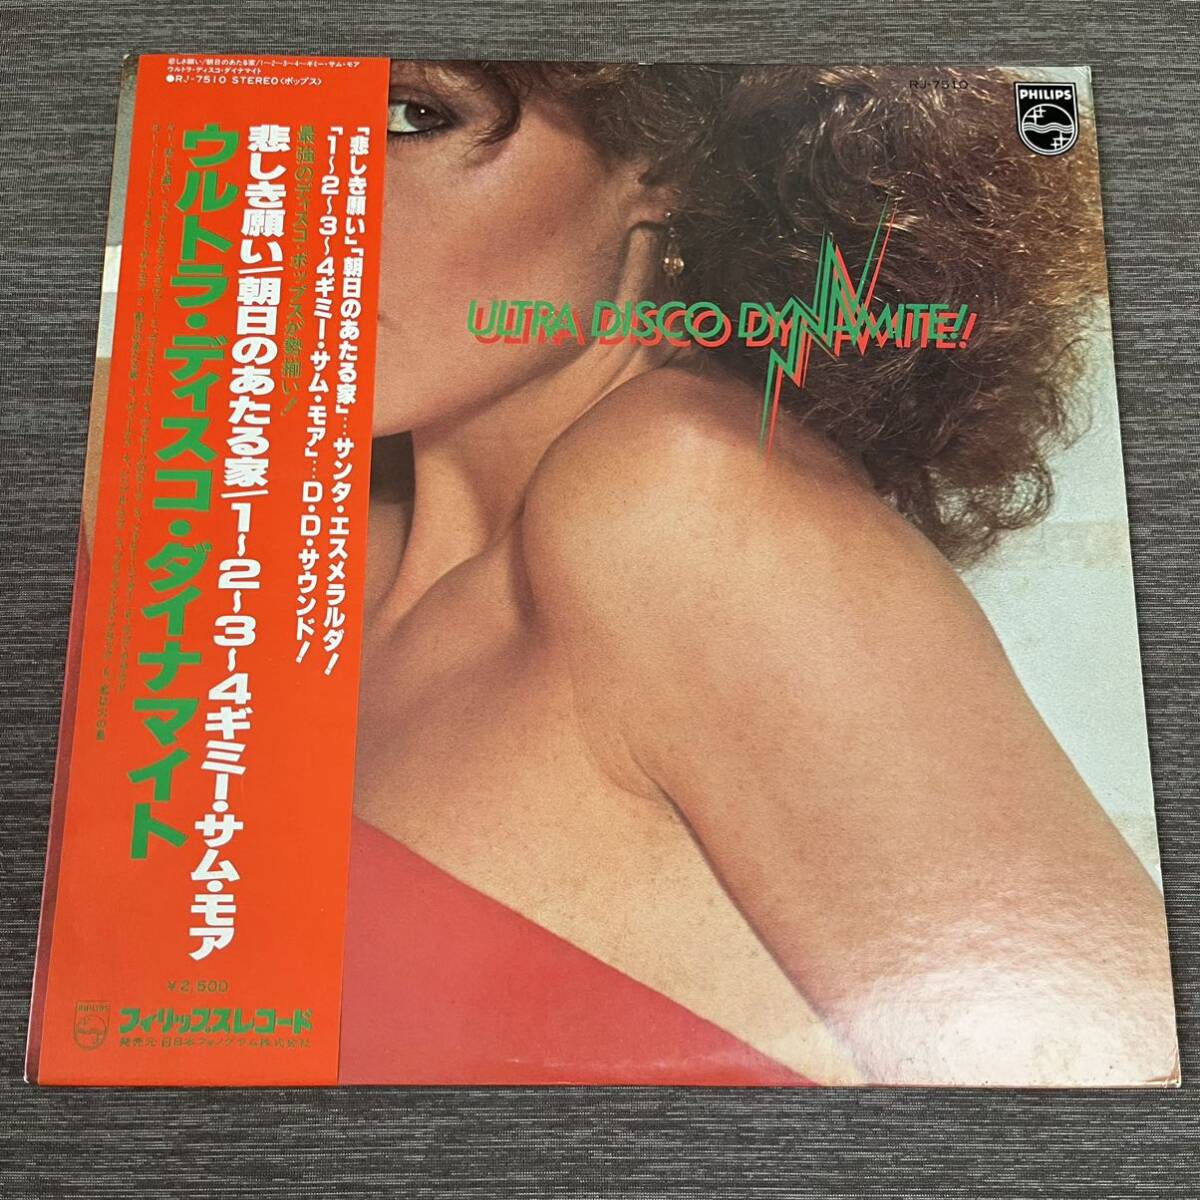 悲しき願い/朝日のあたる家/1~2~3~4~ギミー・サム・モア
ウルトラ・ディスコ・ダイナマイト
●RJ-7510 STEREO〈ポップス〉
「悲しき願い」「朝日のあたる家」…サンタ・エスメラルダ!
「1~2~3~4ギミー・サム・モア」…D・D・サウンド!
最強のディスコ・ポップスが勢揃い!
悲しき願い/朝日のあたる家/1~2~3~4ギミー・サム・モア
ウルトラ・ディスコ・ダイナマイト
¥2,500
PHILIPS
フィリップスレコード
発売元 日本フォノグラム株式会社
RJ-7510
PHILIPS
ULTRA DISCO DYNAMITE!